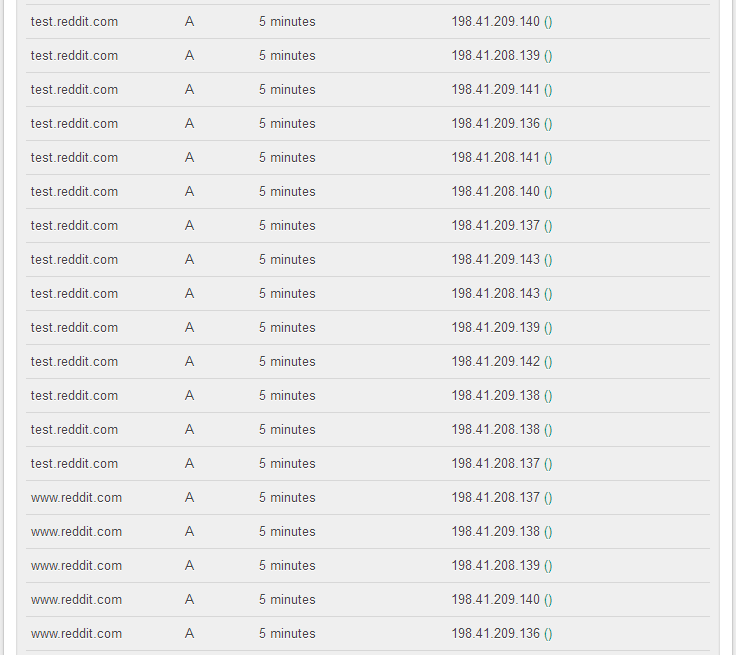 test.reddit.com A 5 minutes 198.41.209.140 ()
test.reddit.com A 5 minutes 198.41.208.139 ()
test.reddit.com A 5 minutes 198.41.209.141 ()
test.reddit.com A 5 minutes 198.41.209.136 ()
test.reddit.com A 5 minutes 198.41.208.141 ()
test.reddit.com A 5 minutes 198.41.208.140 ()
test.reddit.com A 5 minutes 198.41.209.137 ()
test.reddit.com A 5 minutes 198.41.209.143 ()
test.reddit.com A 5 minutes 198.41.208.143 ()
test.reddit.com A 5 minutes 198.41.209.139 ()
test.reddit.com A 5 minutes 198.41.209.142 ()
test.reddit.com A 5 minutes 198.41.209.138 ()
test.reddit.com A 5 minutes 198.41.208.138 ()
test.reddit.com A 5 minutes 198.41.208.137 ()
www.reddit.com A 5 minutes 198.41.208.137 ()
www.reddit.com A 5 minutes 198.41.209.138 ()
www.reddit.com A 5 minutes 198.41.208.139 ()
www.reddit.com A 5 minutes 198.41.209.140 ()
www.reddit.com A 5 minutes 198.41.209.136 ()